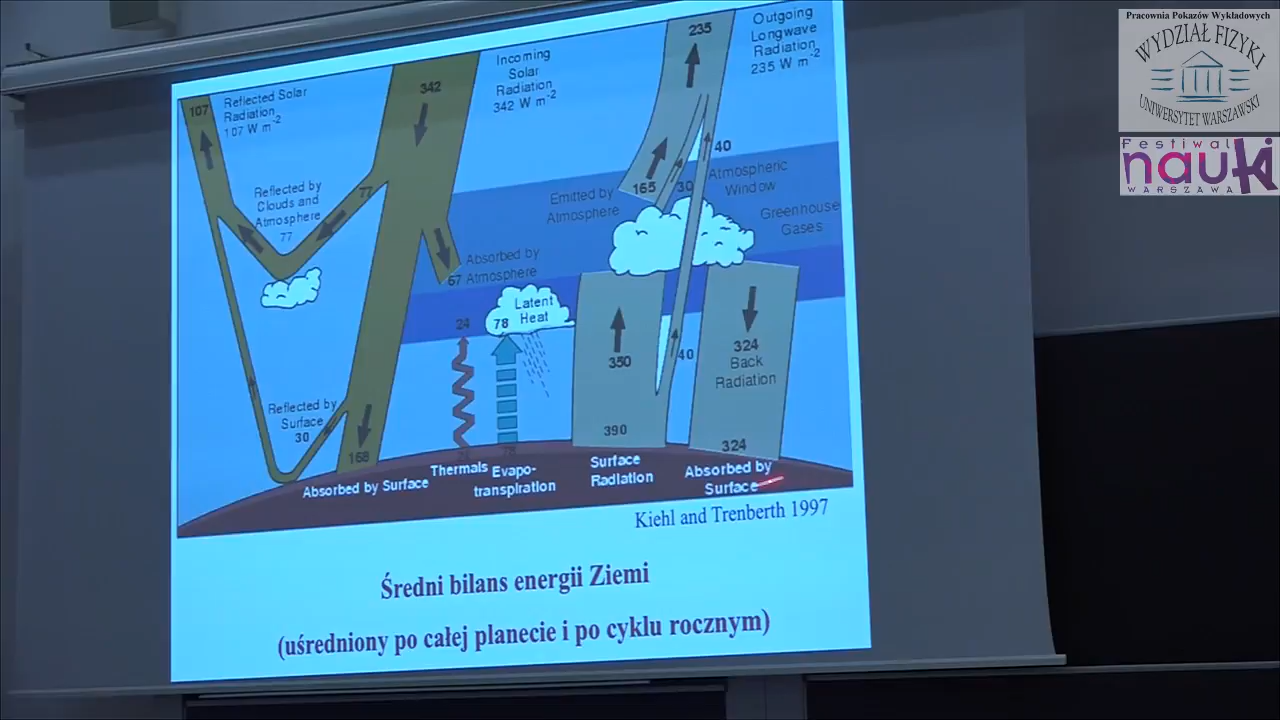 Pracownia Pokazów Wykładowych
WYDZIAŁ FIZYKI
UNIWERSYTET WARSZAWSKI
Festiwal
nauki
WARSZAWA
107
Reflected Solar
Radiation
107 W m-2
342
Incoming
Solar
Radiation
342 W m-2
235
Outgoing
Longwave
Radiation
235 W m-2
Reflected by
Clouds and
Atmosphere
77
77
Emitted by
Atmosphere
165
30
40
Atmospheric
Window
Greenhouse
Gases
Absorbed by
67 Atmosphere
24
78
Latent
Heat
350
40
324
Back
Radiation
Reflected by
Surface
30
168
390
324
Absorbed by Surface
Thermals
Evapo-
transpiration
Surface
Radiation
Absorbed by
Surface
Kiehl and Trenberth 1997
Średni bilans energii Ziemi
(uśredniony po całej planecie i po cyklu rocznym)